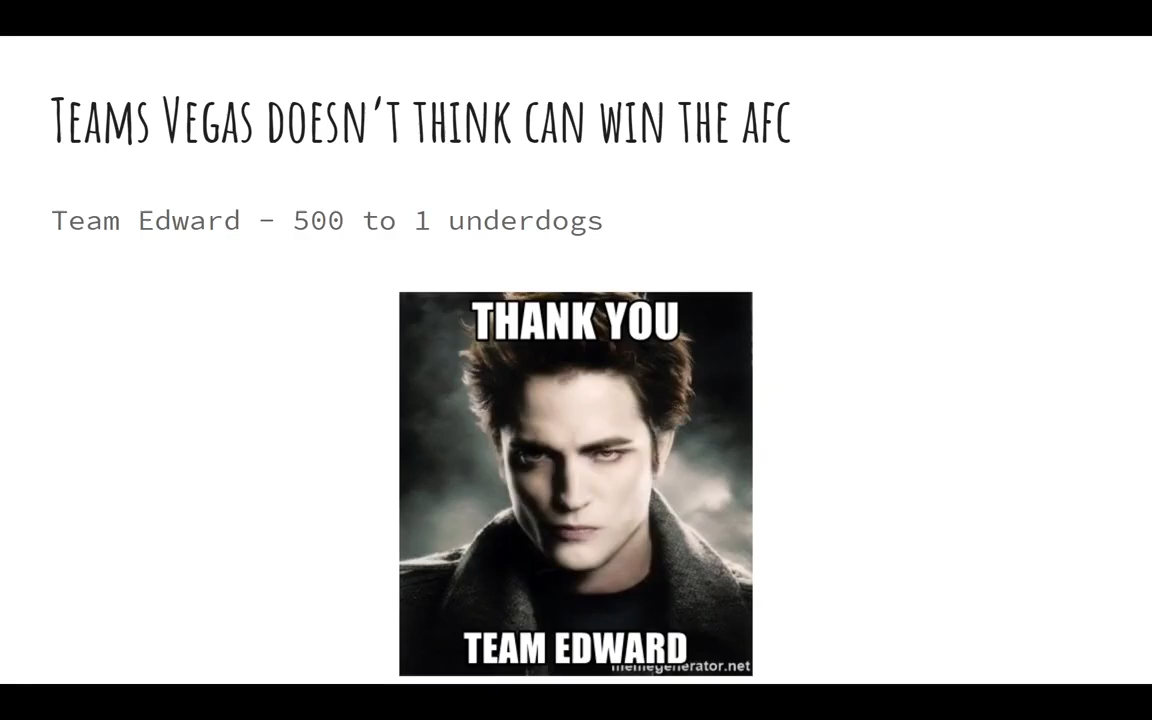 Teams Vegas doesn't think can win the afc
Team Edward – 500 to 1 underdogs
THANK YOU
TEAM EDWARD
memegenerator.net